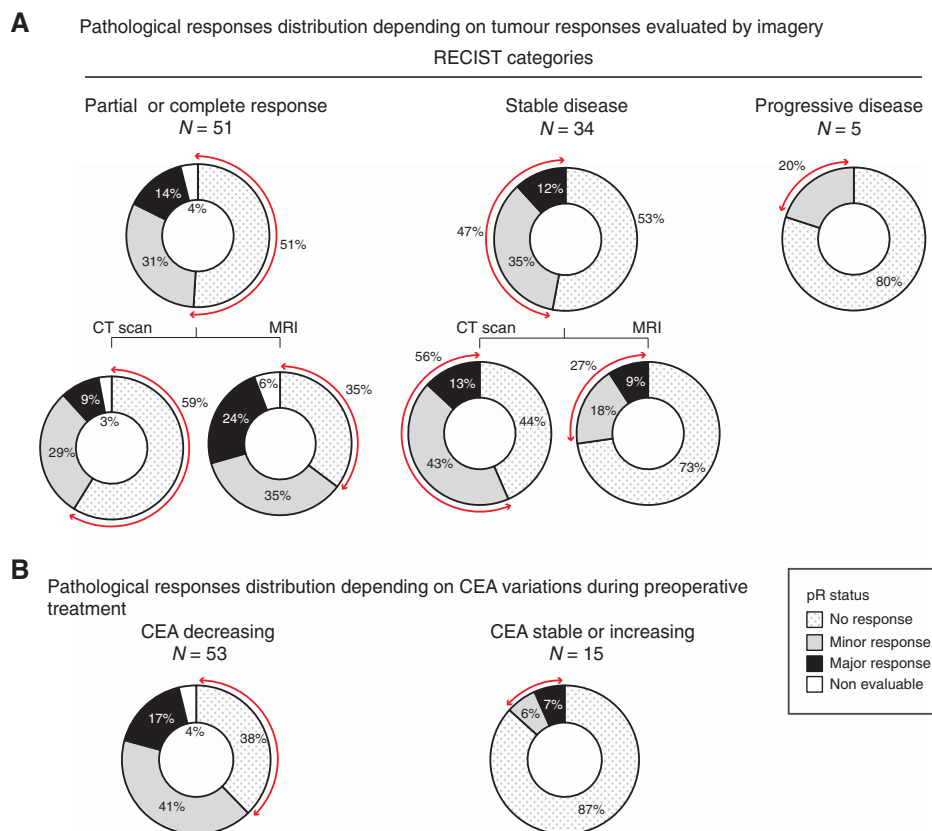 A
Pathological responses distribution depending on tumour responses evaluated by imagery
RECIST categories
Partial or complete response
N = 51
Stable disease
N = 34
Progressive disease
N = 5
14%
4%
31%
51%
12%
47%
35%
53%
20%
80%
CT scan
MRI
CT scan
MRI
9%
3%
29%
59%
6%
24%
35%
35%
56%
13%
44%
43%
27%
9%
18%
73%
B
Pathological responses distribution depending on CEA variations during preoperative
treatment
CEA decreasing
N = 53
CEA stable or increasing
N = 15
17%
4%
38%
41%
7%
6%
87%
pR status
No response
Minor response
Major response
Non evaluable